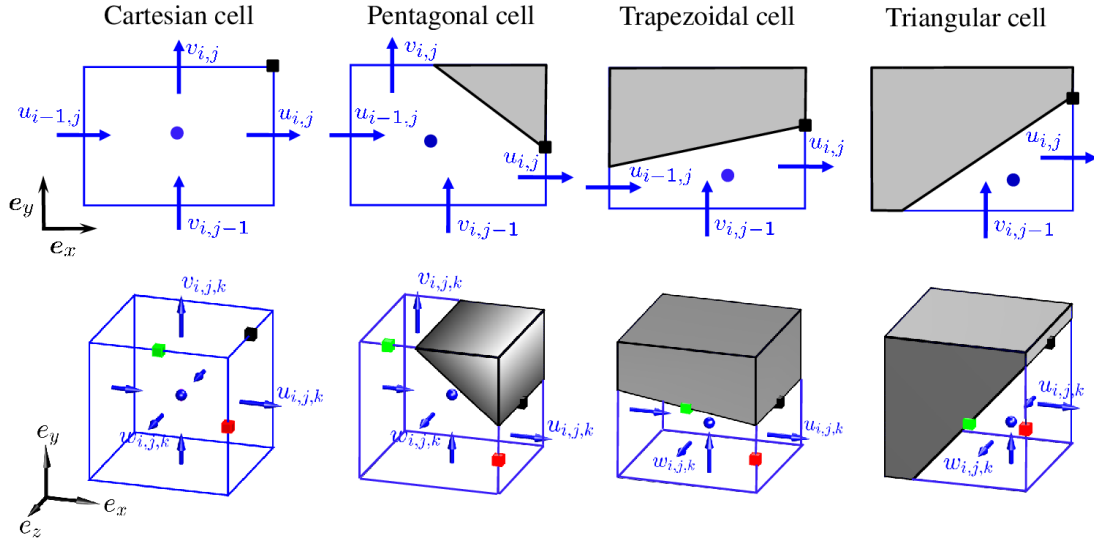 Cartesian cell
Pentagonal cell
Trapezoidal cell
Triangular cell
v_{i,j}
v_{i,j}
u_{i-1,j}
u_{i,j}
u_{i-1,j}
u_{i,j}
u_{i-1,j}
u_{i,j}
u_{i,j}
e_y
e_x
v_{i,j-1}
v_{i,j-1}
v_{i,j-1}
v_{i,j-1}
v_{i,j,k}
v_{i,j,k}
u_{i,j,k}
u_{i,j,k}
u_{i,j,k}
u_{i,j,k}
w_{i,j,k}
w_{i,j,k}
w_{i,j,k}
w_{i,j,k}
e_y
e_x
e_z